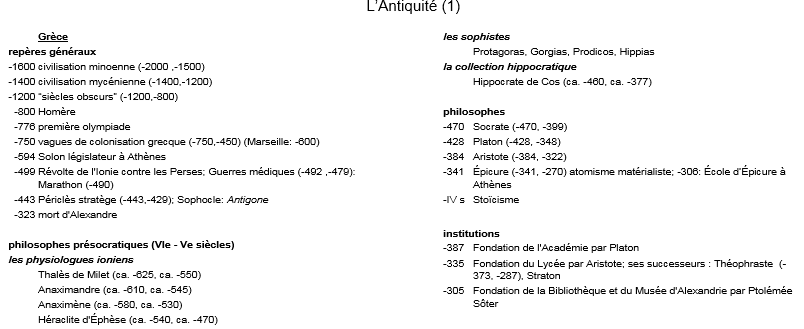 L'Antiquité (1)
Grèce
repères généraux
-1600 civilisation minoenne (-2000 ,-1500)
-1400 civilisation mycénienne (-1400,-1200)
-1200 "siècles obscurs" (-1200,-800)
-800 Homère
-776 première olympiade
-750 vagues de colonisation grecque (-750,-450) (Marseille: -600)
-594 Solon législateur à Athènes
-499 Révolte de l'Ionie contre les Perses; Guerres médiques (-492 ,-479):
Marathon (-490)
-443 Périclès stratège (-443,-429); Sophocle: Antigone
-323 mort d'Alexandre
philosophes présocratiques (VIe - Ve siècles)
les physiologues ioniens
Thalès de Milet (ca. -625, ca. -550)
Anaximandre (ca. -610, ca. -545)
Anaximène (ca. -580, ca. -530)
Héraclite d'Éphèse (ca. -540, ca. -470)
les sophistes
Protagoras, Gorgias, Prodicos, Hippias
la collection hippocratique
Hippocrate de Cos (ca. -460, ca. -377)
philosophes
-470 Socrate (-470, -399)
-428 Platon (-428, -348)
-384 Aristote (-384, -322)
-341 Épicure (-341, -270) atomisme matérialiste; -306: École d'Épicure à
Athènes
-IV s Stoïcisme
institutions
-387 Fondation de l'Académie par Platon
-335 Fondation du Lycée par Aristote; ses successeurs : Théophraste (-
373, -287), Straton
-305 Fondation de la Bibliothèque et du Musée d'Alexandrie par Ptolémée
Sôter